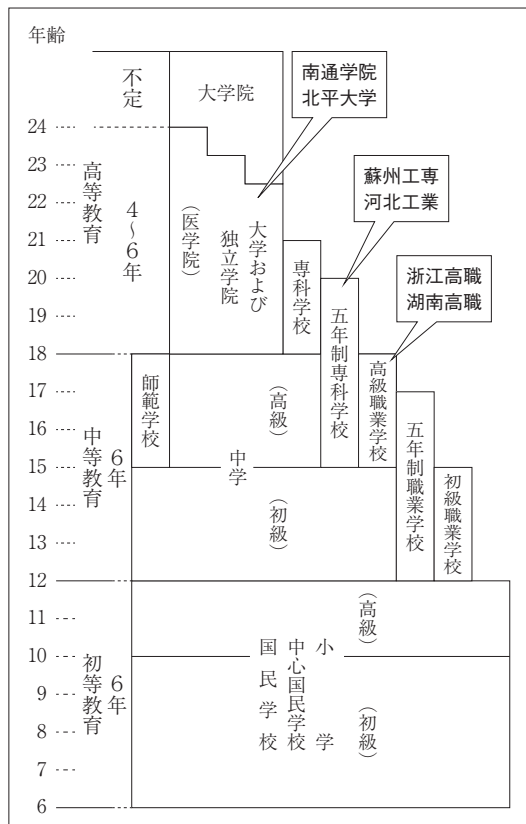 年齢
不定
大学院
南通学院
北平大学
24
23
22
21
20
19
18
17
16
15
14
13
12
11
10
9
8
7
6
高等教育
4〜6年
(医学院)
大学および
独立学院
専科学校
蘇州工専
河北工業
五年制専科学校
浙江高職
湖南高職
高級職業学校
中等教育
6年
師範学校
(高級)
中学
(初級)
五年制職業学校
初級職業学校
初等教育
6年
(高級)
小学
中心国民学校
国民学校
(初級)